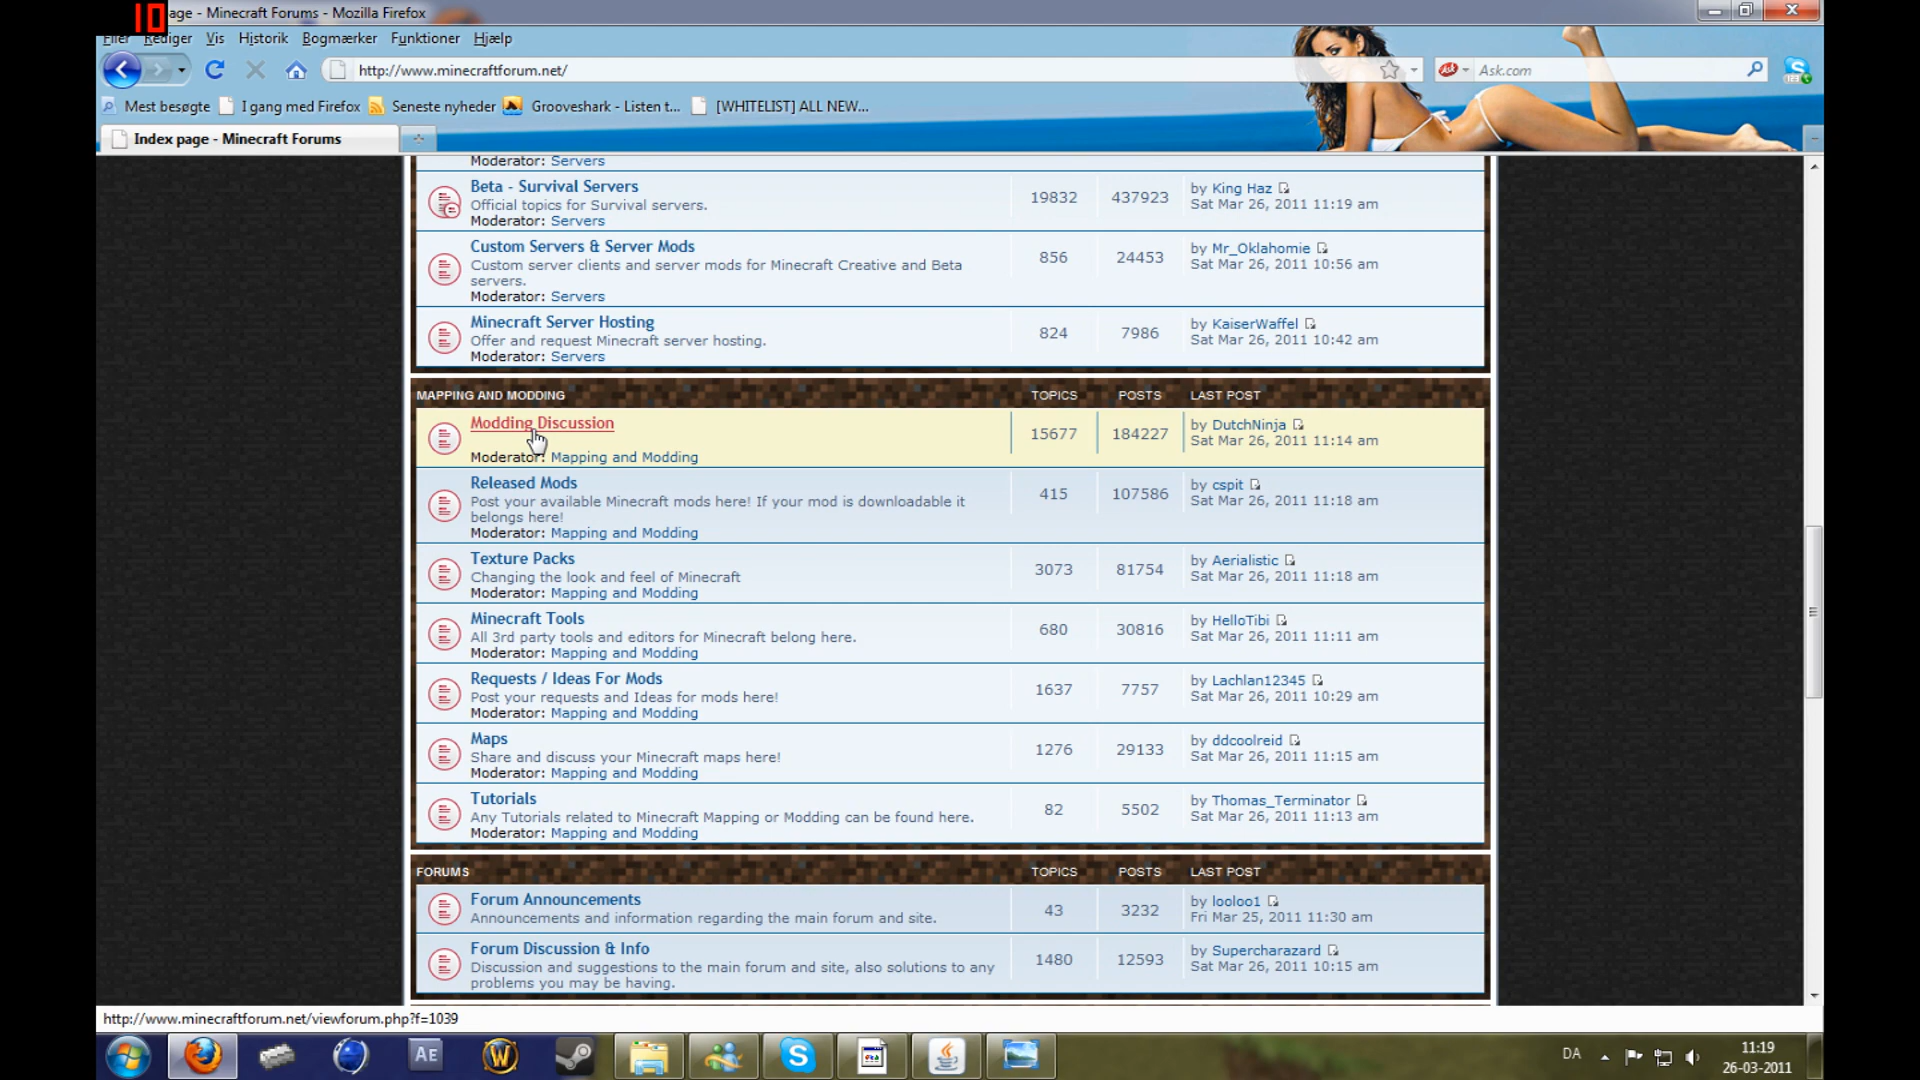 10
age - Minecraft Forums - Mozilla Firefox
Filer Rediger Vis Historik Bogmærker Funktioner Hjælp
http://www.minecraftforum.net/
Ask Ask.com
Mest besøgte I gang med Firefox Seneste nyheder Grooveshark - Listen t... [WHITELIST] ALL NEW...
Index page - Minecraft Forums
Moderator: Servers
Beta - Survival Servers
Official topics for Survival servers.
Moderator: Servers
19832 437923
by King Haz
Sat Mar 26, 2011 11:19 am
Custom Servers & Server Mods
Custom server clients and server mods for Minecraft Creative and Beta
servers.
Moderator: Servers
856 24453
by Mr_Oklahomie
Sat Mar 26, 2011 10:56 am
Minecraft Server Hosting
Offer and request Minecraft server hosting.
Moderator: Servers
824 7986
by KaiserWaffel
Sat Mar 26, 2011 10:42 am
MAPPING AND MODDING TOPICS POSTS LAST POST
Modding Discussion
Moderator: Mapping and Modding
15677 184227
by DutchNinja
Sat Mar 26, 2011 11:14 am
Released Mods
Post your available Minecraft mods here! If your mod is downloadable it
belongs here!
Moderator: Mapping and Modding
415 107586
by cspit
Sat Mar 26, 2011 11:18 am
Texture Packs
Changing the look and feel of Minecraft
Moderator: Mapping and Modding
3073 81754
by Aerialistic
Sat Mar 26, 2011 11:18 am
Minecraft Tools
All 3rd party tools and editors for Minecraft belong here.
Moderator: Mapping and Modding
680 30816
by HelloTibi
Sat Mar 26, 2011 11:11 am
Requests / Ideas For Mods
Post your requests and Ideas for mods here!
Moderator: Mapping and Modding
1637 7757
by Lachlan12345
Sat Mar 26, 2011 10:29 am
Maps
Share and discuss your Minecraft maps here!
Moderator: Mapping and Modding
1276 29133
by ddcoolreid
Sat Mar 26, 2011 11:15 am
Tutorials
Any Tutorials related to Minecraft Mapping or Modding can be found here.
Moderator: Mapping and Modding
82 5502
by Thomas_Terminator
Sat Mar 26, 2011 11:13 am
FORUMS TOPICS POSTS LAST POST
Forum Announcements
Announcements and information regarding the main forum and site.
43 3232
by looloo1
Fri Mar 25, 2011 11:30 am
Forum Discussion & Info
Discussion and suggestions to the main forum and site, also solutions to any
problems you may be having.
1480 12593
by Supercharazard
Sat Mar 26, 2011 10:15 am
http://www.minecraftforum.net/viewforum.php?f=1039
AE W S
DA
11:19
26-03-2011